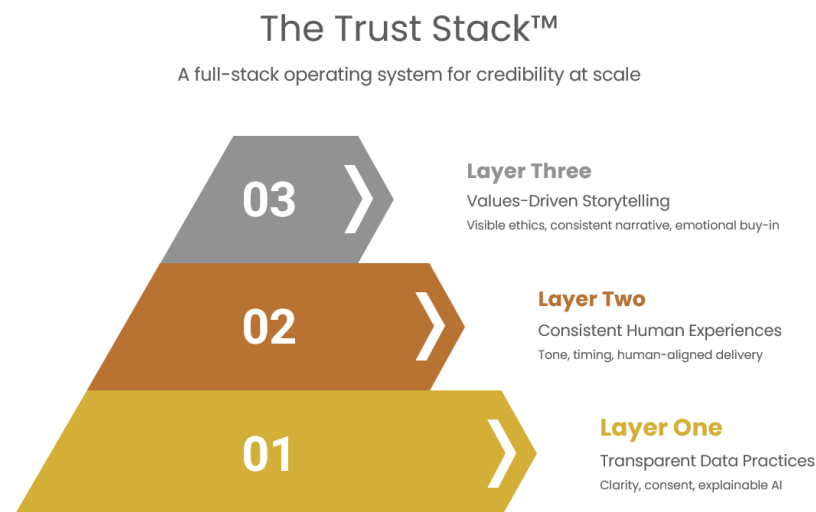 The Trust Stack™
A full-stack operating system for credibility at scale
03
Layer Three
Values-Driven Storytelling
Visible ethics, consistent narrative, emotional buy-in
02
Layer Two
Consistent Human Experiences
Tone, timing, human-aligned delivery
01
Layer One
Transparent Data Practices
Clarity, consent, explainable AI